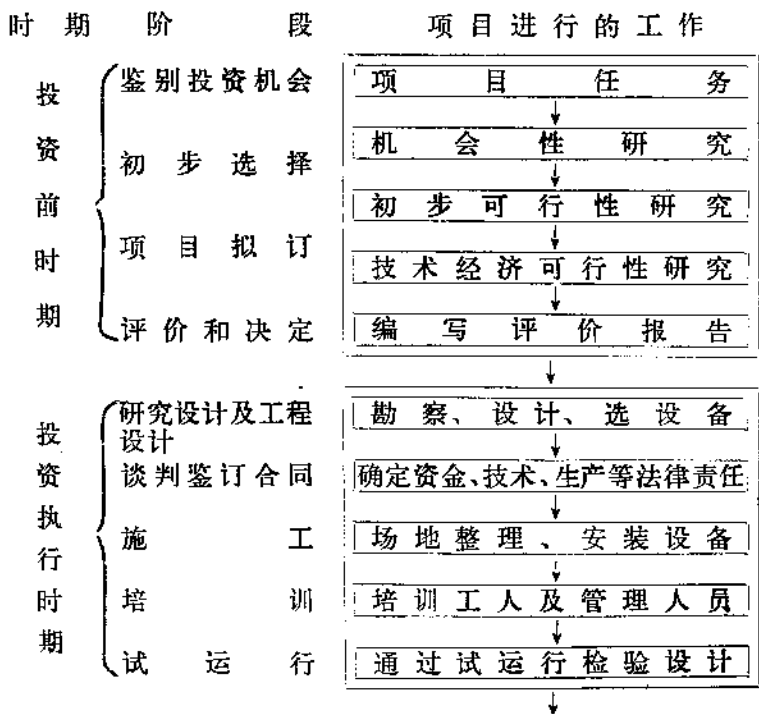 时期 阶段 项目进行的工作
投资前时期
鉴别投资机会 项目任务
机会性研究
初步选择
初步可行性研究
项目拟订
技术经济可行性研究
评价和决定 编写评价报告
投资执行时期
研究设计及工程 勘察、设计、选设备
设计
谈判鉴订合同 确定资金、技术、生产等法律责任
施工 场地整理、安装设备
培训 培训工人及管理人员
试运行 通过试运行检验设计